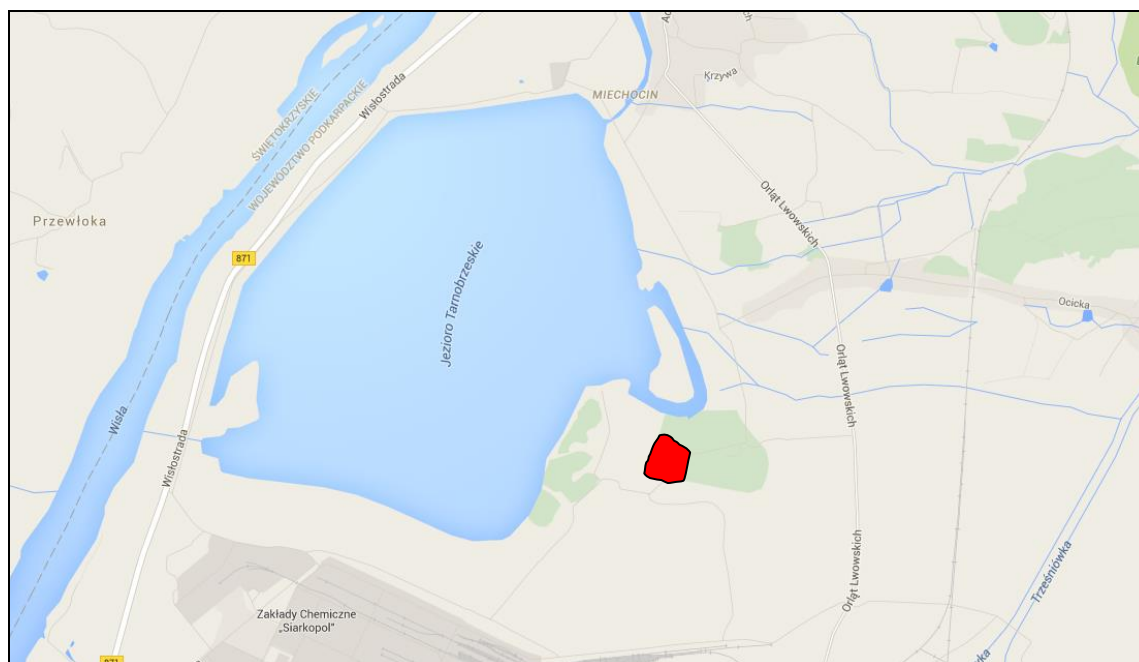 Wisłostrada
ŚWIĘTOKRZYSKIE
WOJEWÓDZTWO PODKARPACKIE
MIECHOCIN
Krzywa
Przewłoka
871
Orląt Lwowskich
Jezioro Tarnobrzeskie
Ocicka
Orląt Lwowskich
Wisła
Wisłostrada
Orląt Lwowskich
Trześniówka
Zakłady Chemiczne
„Siarkopol”
871